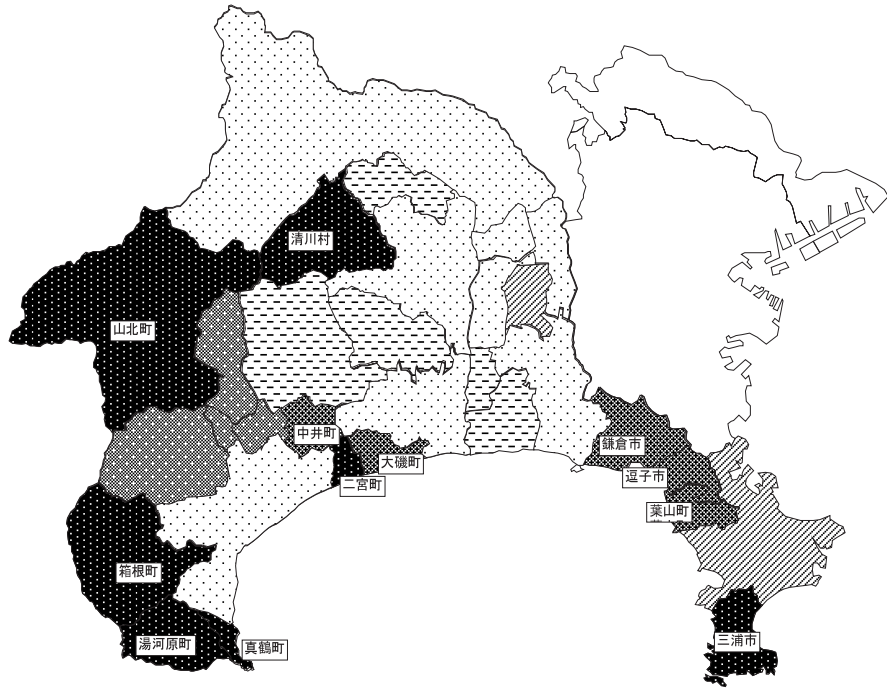 清川村
山北町
中井町
鎌倉市
大磯町
逗子市
二宮町
葉山町
箱根町
三浦市
湯河原町
真鶴町